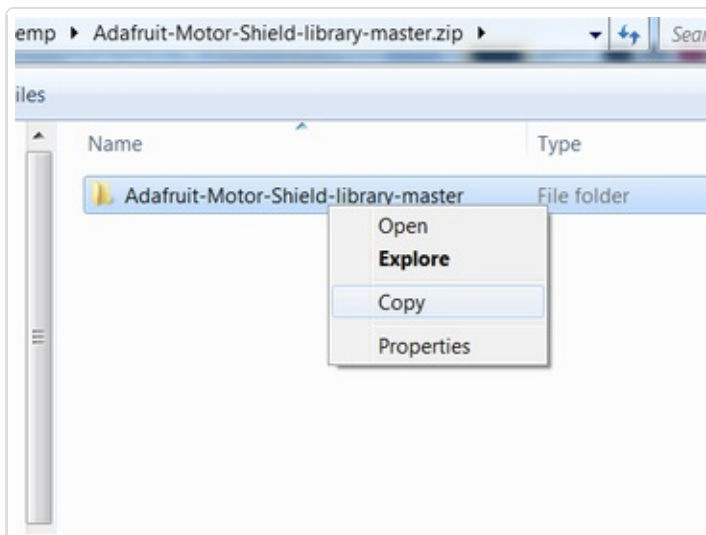 emp ▸ Adafruit-Motor-Shield-library-master.zip ▸
iles
Name Type
Adafruit-Motor-Shield-library-master File folder
Open
Explore
Copy
Properties